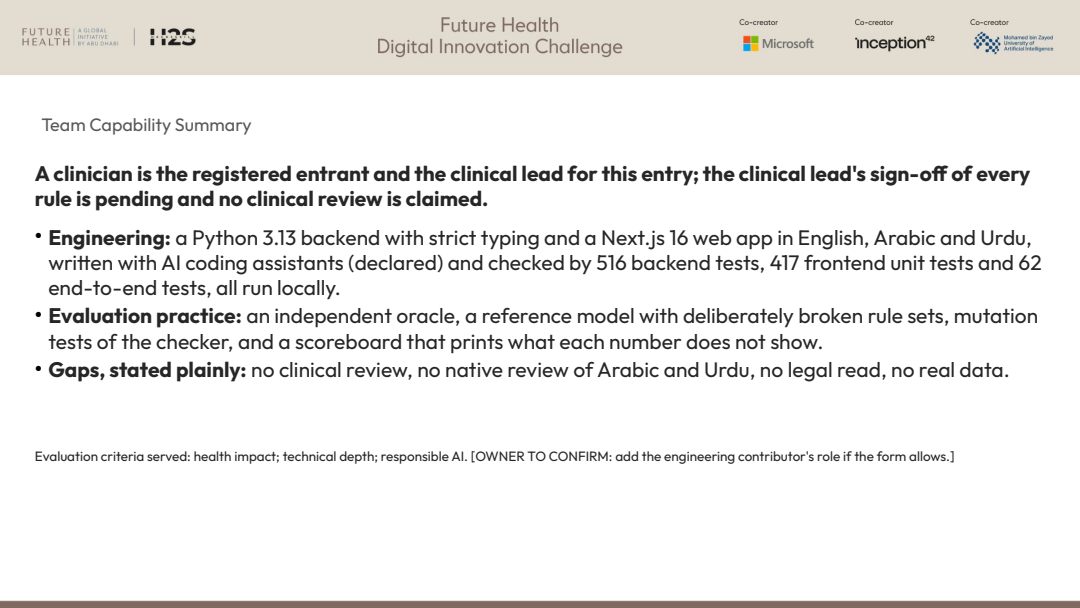 FUTURE HEALTH
A GLOBAL INITIATIVE BY ABU DHABI
H2S
Future Health
Digital Innovation Challenge
Co-creator
Microsoft
Co-creator
inception42
Co-creator
Mohamed bin Zayed University of Artificial Intelligence
Team Capability Summary
A clinician is the registered entrant and the clinical lead for this entry; the clinical lead's sign-off of every
rule is pending and no clinical review is claimed.
• Engineering: a Python 3.13 backend with strict typing and a Next.js 16 web app in English, Arabic and Urdu,
written with AI coding assistants (declared) and checked by 516 backend tests, 417 frontend unit tests and 62
end-to-end tests, all run locally.
• Evaluation practice: an independent oracle, a reference model with deliberately broken rule sets, mutation
tests of the checker, and a scoreboard that prints what each number does not show.
• Gaps, stated plainly: no clinical review, no native review of Arabic and Urdu, no legal read, no real data.
Evaluation criteria served: health impact; technical depth; responsible AI. [OWNER TO CONFIRM: add the engineering contributor's role if the form allows.]